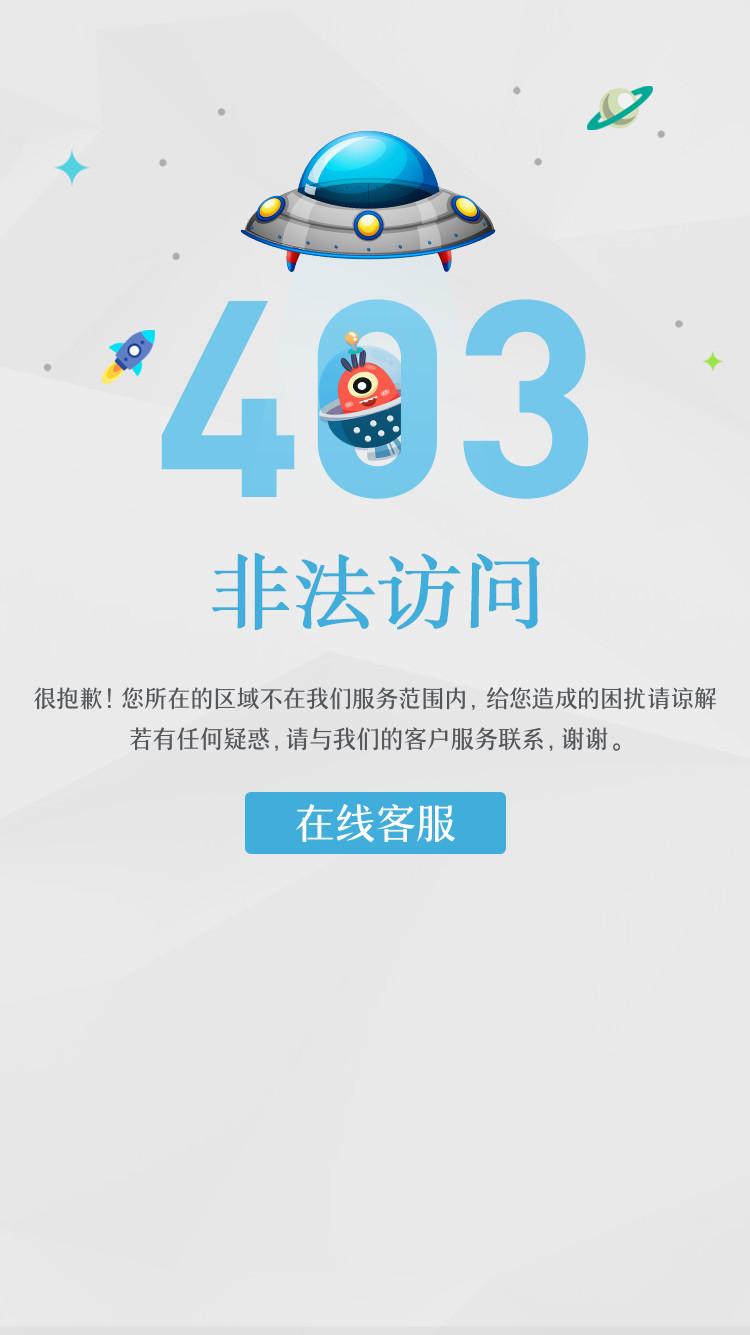 403
非法访问
很抱歉！您所在的区域不在我们服务范围内，给您造成的困扰请谅解
若有任何疑惑，请与我们的客户服务联系，谢谢。
在线客服